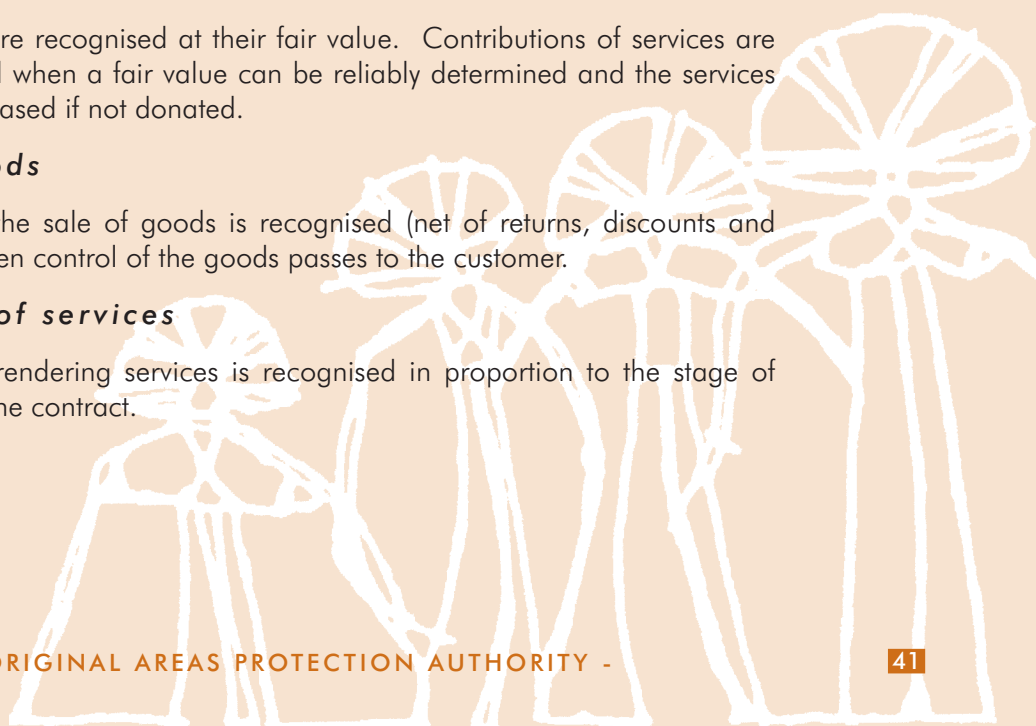 re recognised at their fair value. Contributions of services are
when a fair value can be reliably determined and the services
ased if not donated.
ds
he sale of goods is recognised (net of returns, discounts and
en control of the goods passes to the customer.
of services
rendering services is recognised in proportion to the stage of
ne contract.
RIGINAL AREAS PROTECTION AUTHORITY -
41